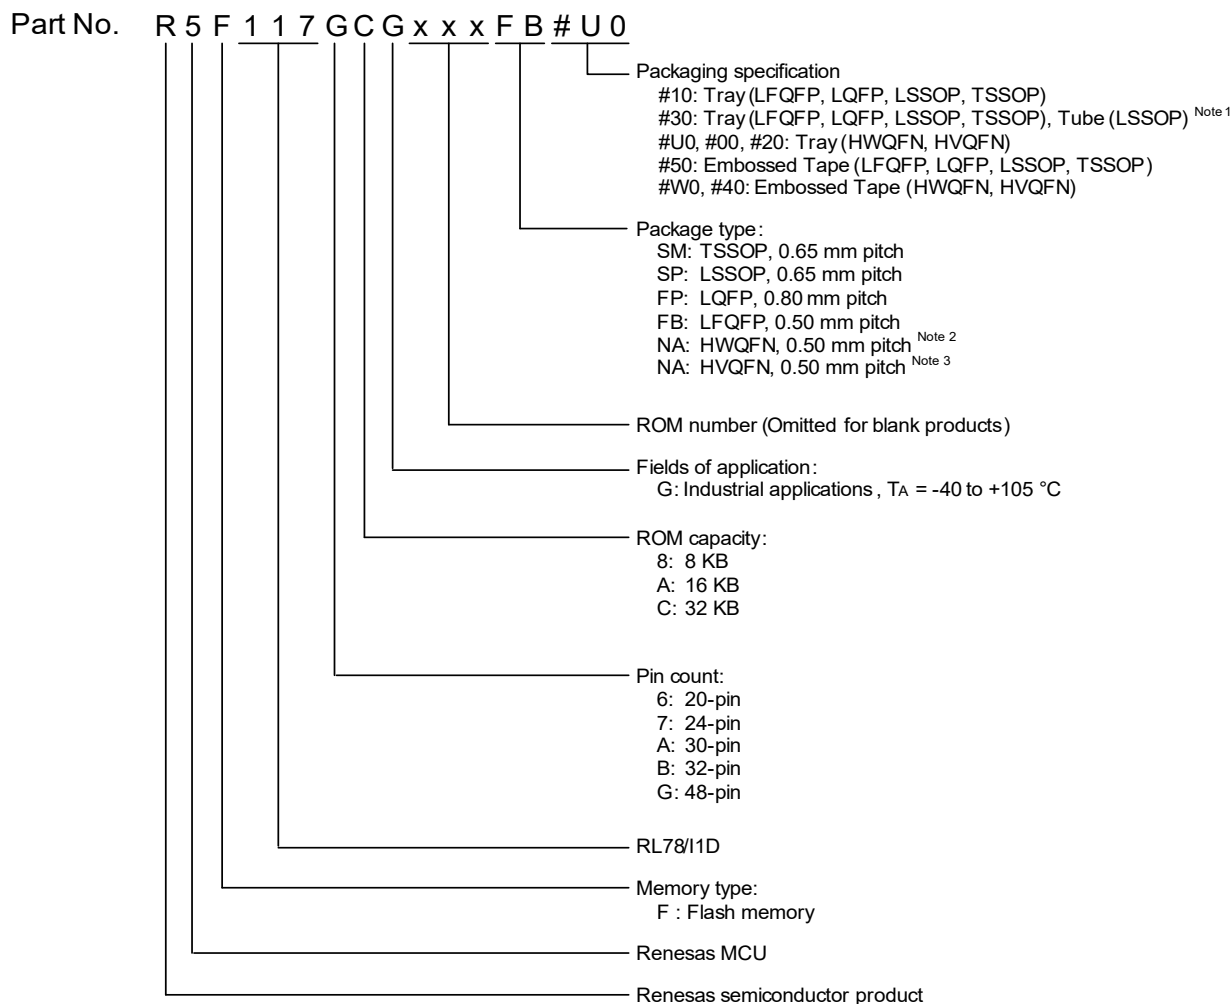 Part No. R 5 F 1 1 7 G C G x x x F B # U 0
Packaging specification
#10: Tray (LFQFP, LQFP, LSSOP, TSSOP)
#30: Tray (LFQFP, LQFP, LSSOP, TSSOP), Tube (LSSOP) Note 1
#U0, #00, #20: Tray (HWQFN, HVQFN)
#50: Embossed Tape (LFQFP, LQFP, LSSOP, TSSOP)
#W0, #40: Embossed Tape (HWQFN, HVQFN)
Package type:
SM: TSSOP, 0.65 mm pitch
SP: LSSOP, 0.65 mm pitch
FP: LQFP, 0.80 mm pitch
FB: LFQFP, 0.50 mm pitch
NA: HWQFN, 0.50 mm pitch Note 2
NA: HVQFN, 0.50 mm pitch Note 3
ROM number (Omitted for blank products)
Fields of application:
G: Industrial applications , TA = -40 to +105 °C
ROM capacity:
8: 8 KB
A: 16 KB
C: 32 KB
Pin count:
6: 20-pin
7: 24-pin
A: 30-pin
B: 32-pin
G: 48-pin
RL78/I1D
Memory type:
F : Flash memory
Renesas MCU
Renesas semiconductor product